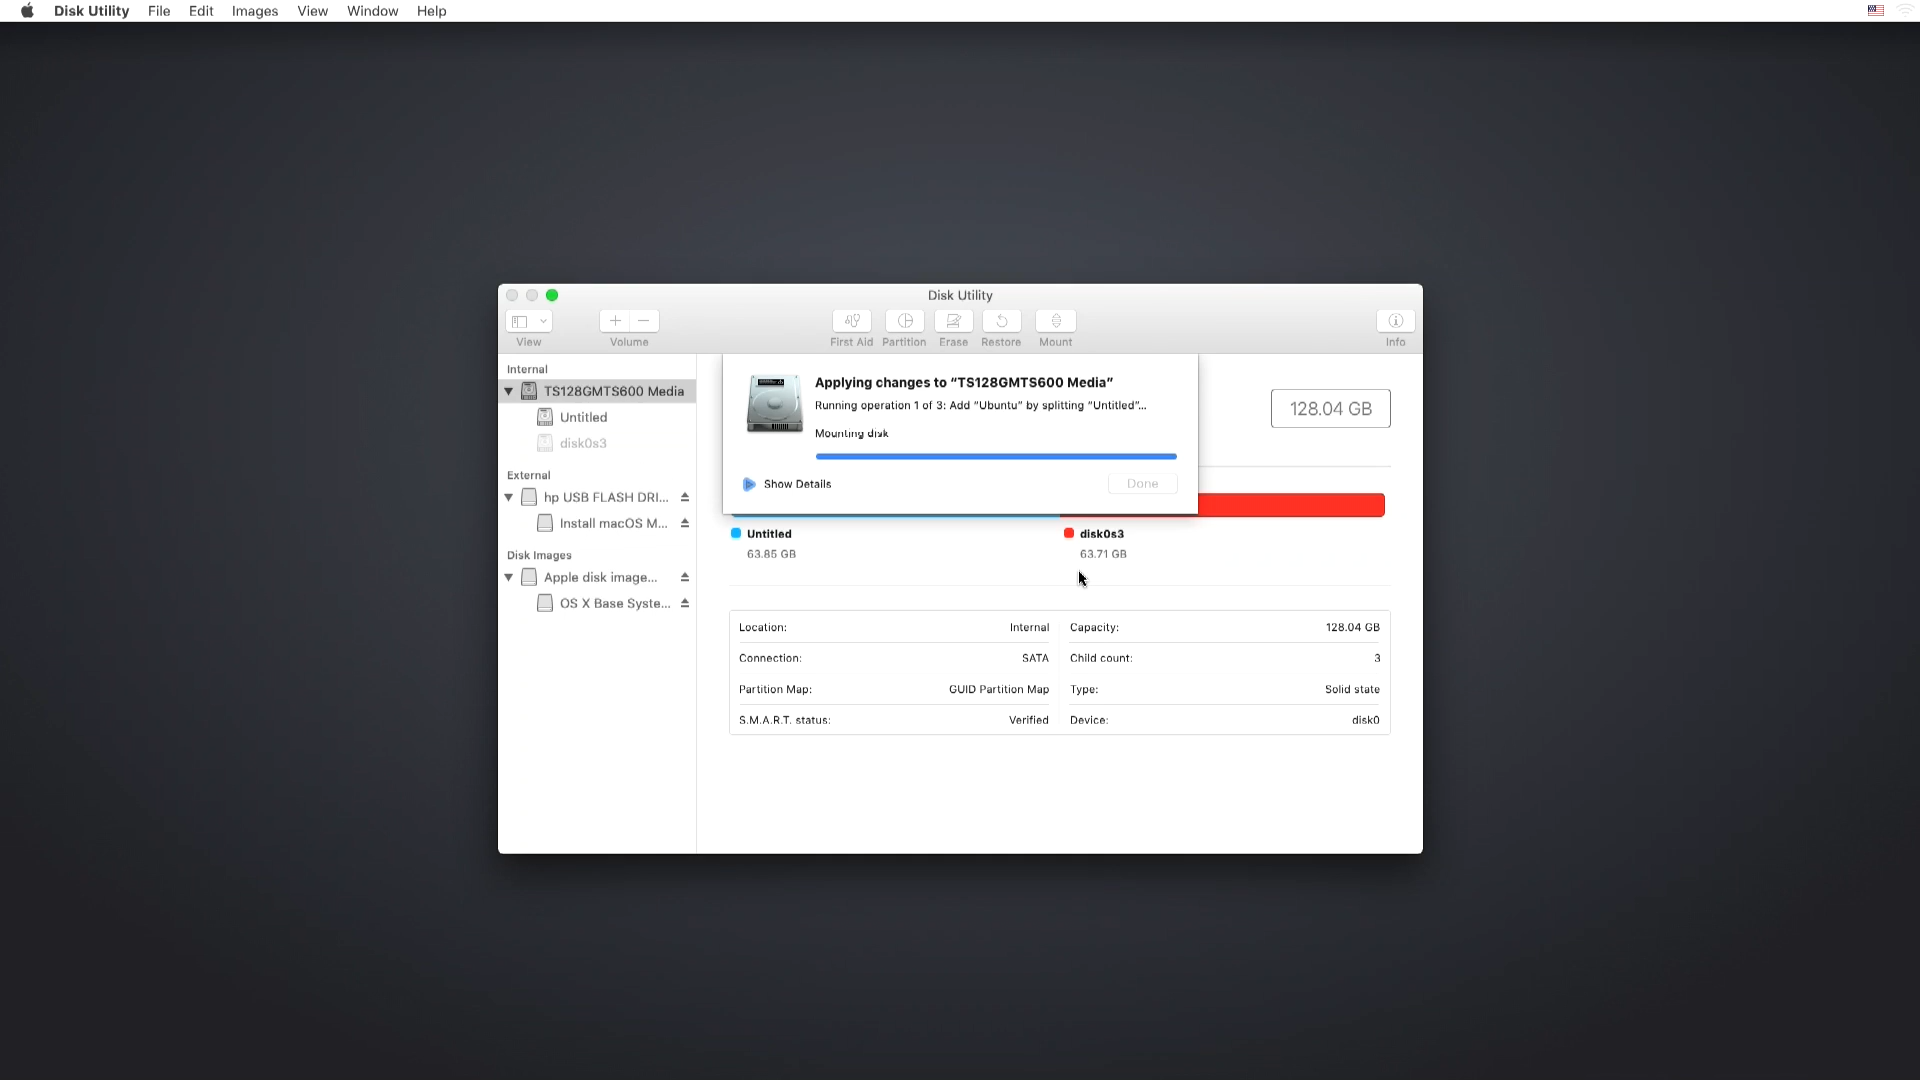 Disk Utility File Edit Images View Window Help
Disk Utility
View Volume First Aid Partition Erase Restore Mount Info
Internal
TS128GMTS600 Media
Untitled
disk0s3
External
hp USB FLASH DRI...
Install macOS M...
Disk Images
Apple disk image...
OS X Base Syste...
Applying changes to “TS128GMTS600 Media”
Running operation 1 of 3: Add “Ubuntu” by splitting “Untitled”...
Mounting disk
Show Details Done
128.04 GB
Untitled disk0s3
63.85 GB 63.71 GB
Location: Internal Capacity: 128.04 GB
Connection: SATA Child count: 3
Partition Map: GUID Partition Map Type: Solid state
S.M.A.R.T. status: Verified Device: disk0